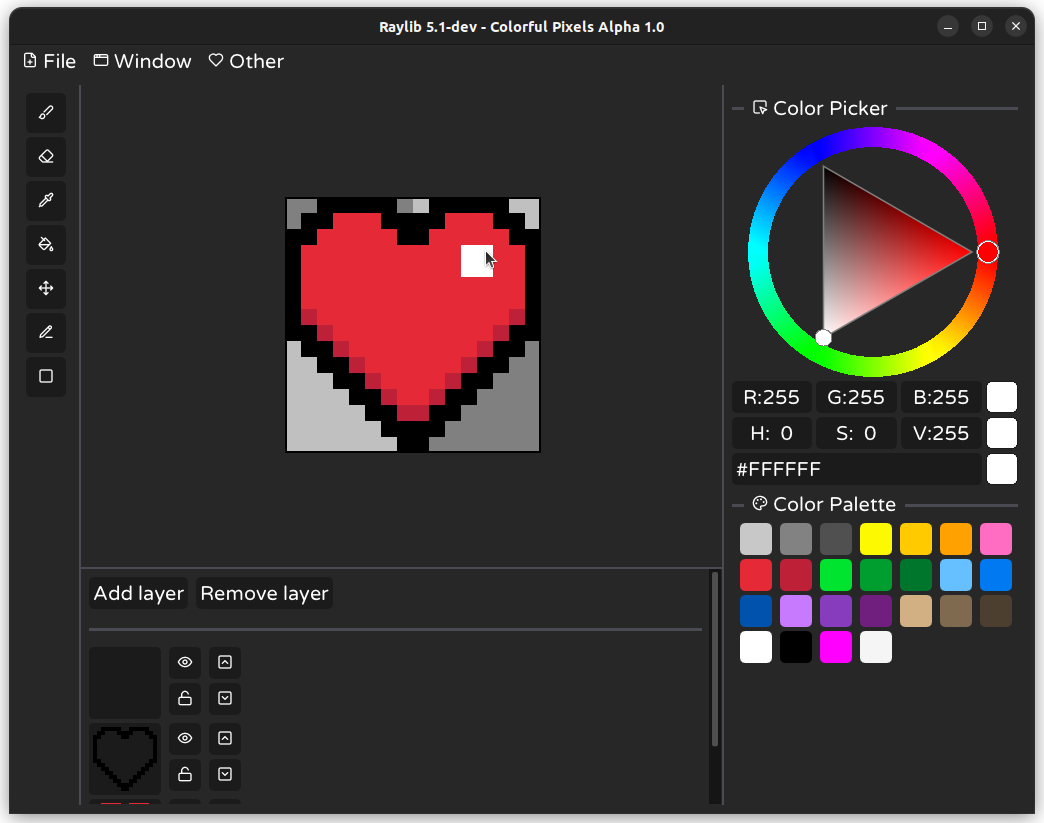 Raylib 5.1-dev - Colorful Pixels Alpha 1.0
File Window Other
Color Picker
R:255 G:255 B:255
H: 0 S: 0 V:255
#FFFFFF
Color Palette
Add layer Remove layer